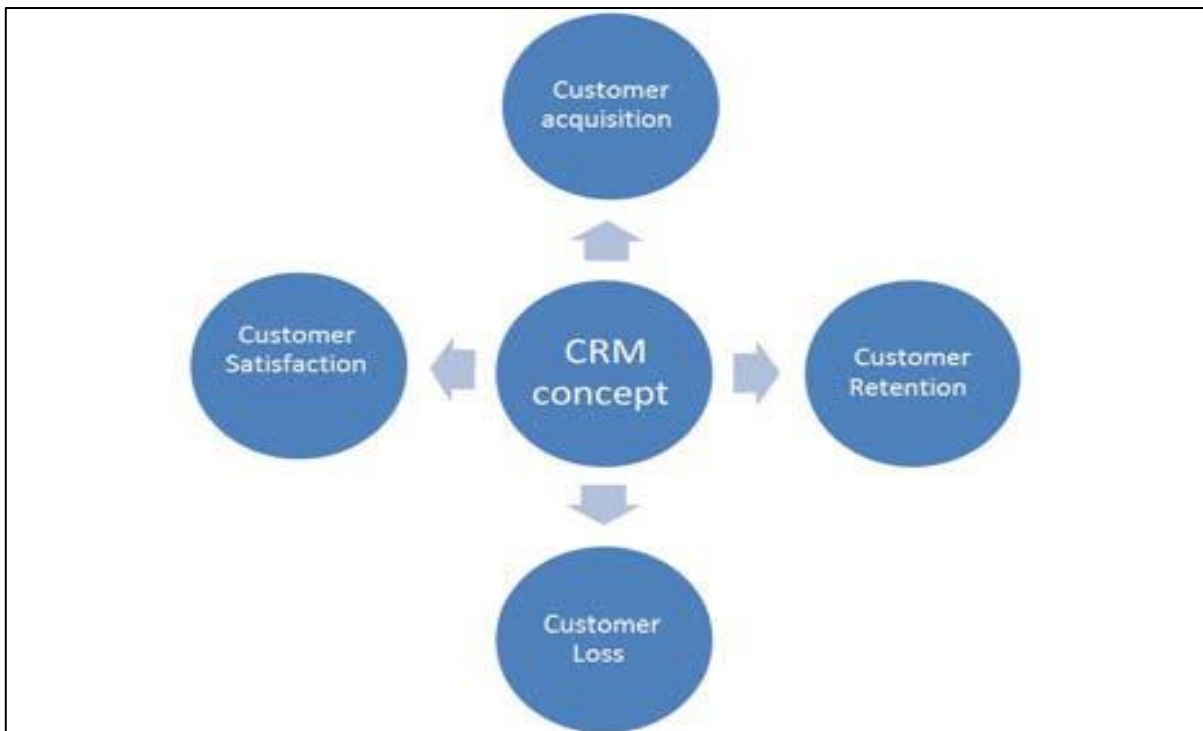 Customer
acquisition
Customer
Satisfaction
CRM
concept
Customer
Retention
Customer
Loss